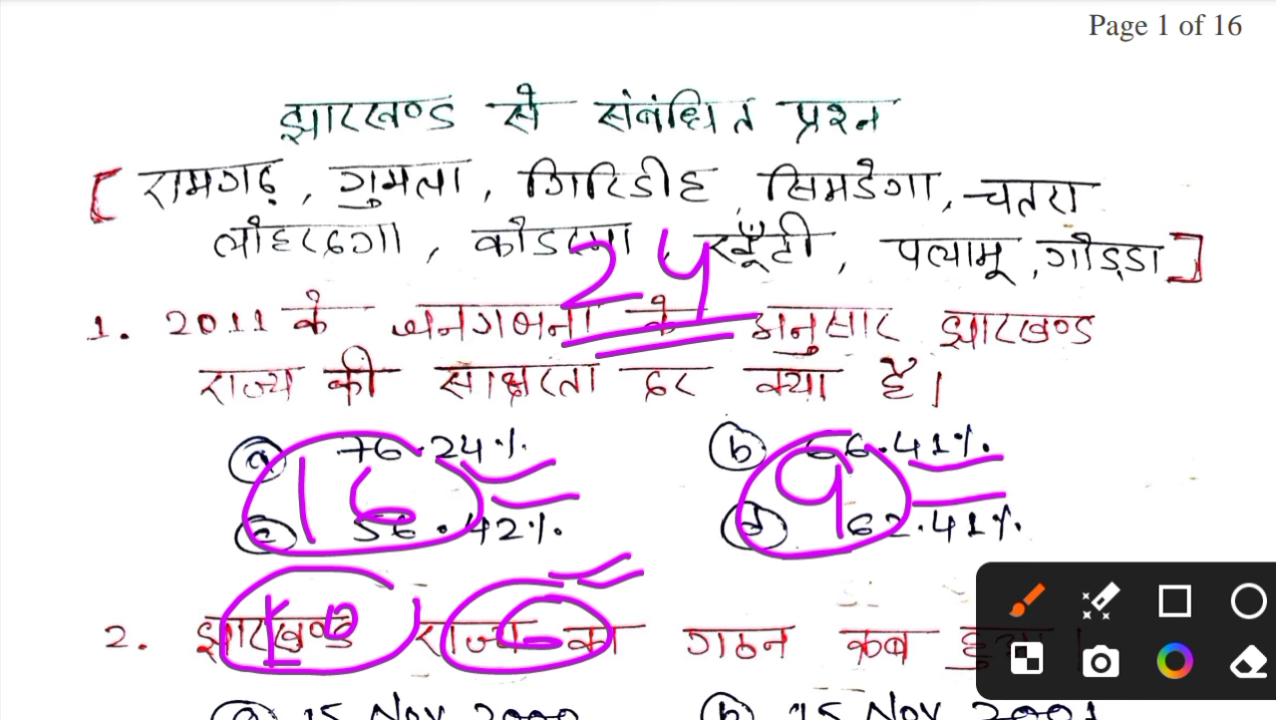 Page 1 of 16
झारखण्ड से संबंधित प्रश्न
[ रामगढ़, गुमला, गिरिडीह, सिमडेगा, चतरा
लोहरदगा, कोडरमा, खूँटी, पलामू, गोड्डा ]
24
1. 2011 के जनगणना के अनुसार झारखण्ड
राज्य की साक्षरता दर क्या है।
(a) 76.24%. (b) 66.41%.
16 9
(c) 56.42%. (d) 62.41%.
2. झारखण्ड राज्य का गठन कब हुआ।
(a) 15 Nov 2000 (b) 15 Nov 2001